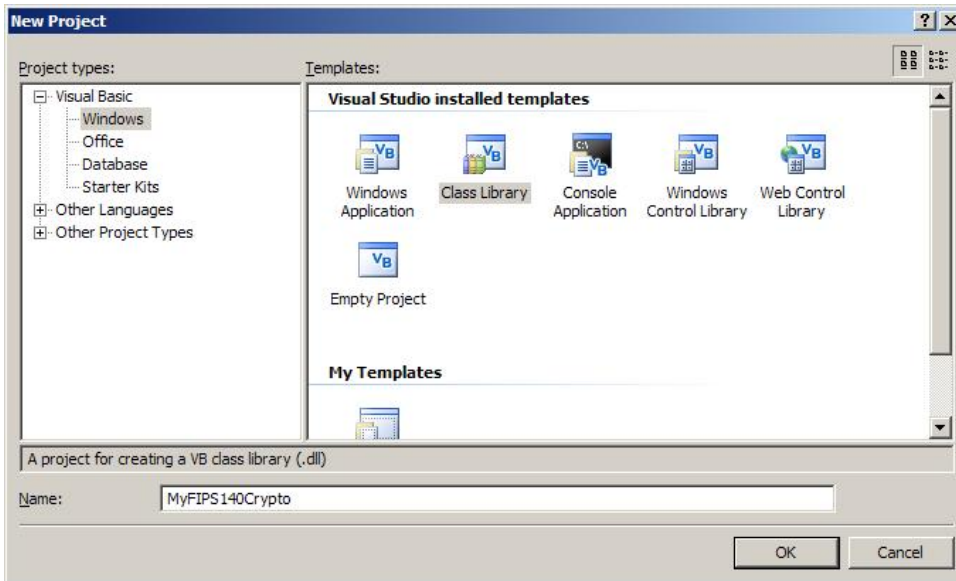 New Project
Project types:
Templates:
Visual Basic
Windows
Office
Database
Starter Kits
Other Languages
Other Project Types
Visual Studio installed templates
Windows Application
Class Library
Console Application
Windows Control Library
Web Control Library
Empty Project
My Templates
A project for creating a VB class library (.dll)
Name:
MyFIPS140Crypto
OK
Cancel